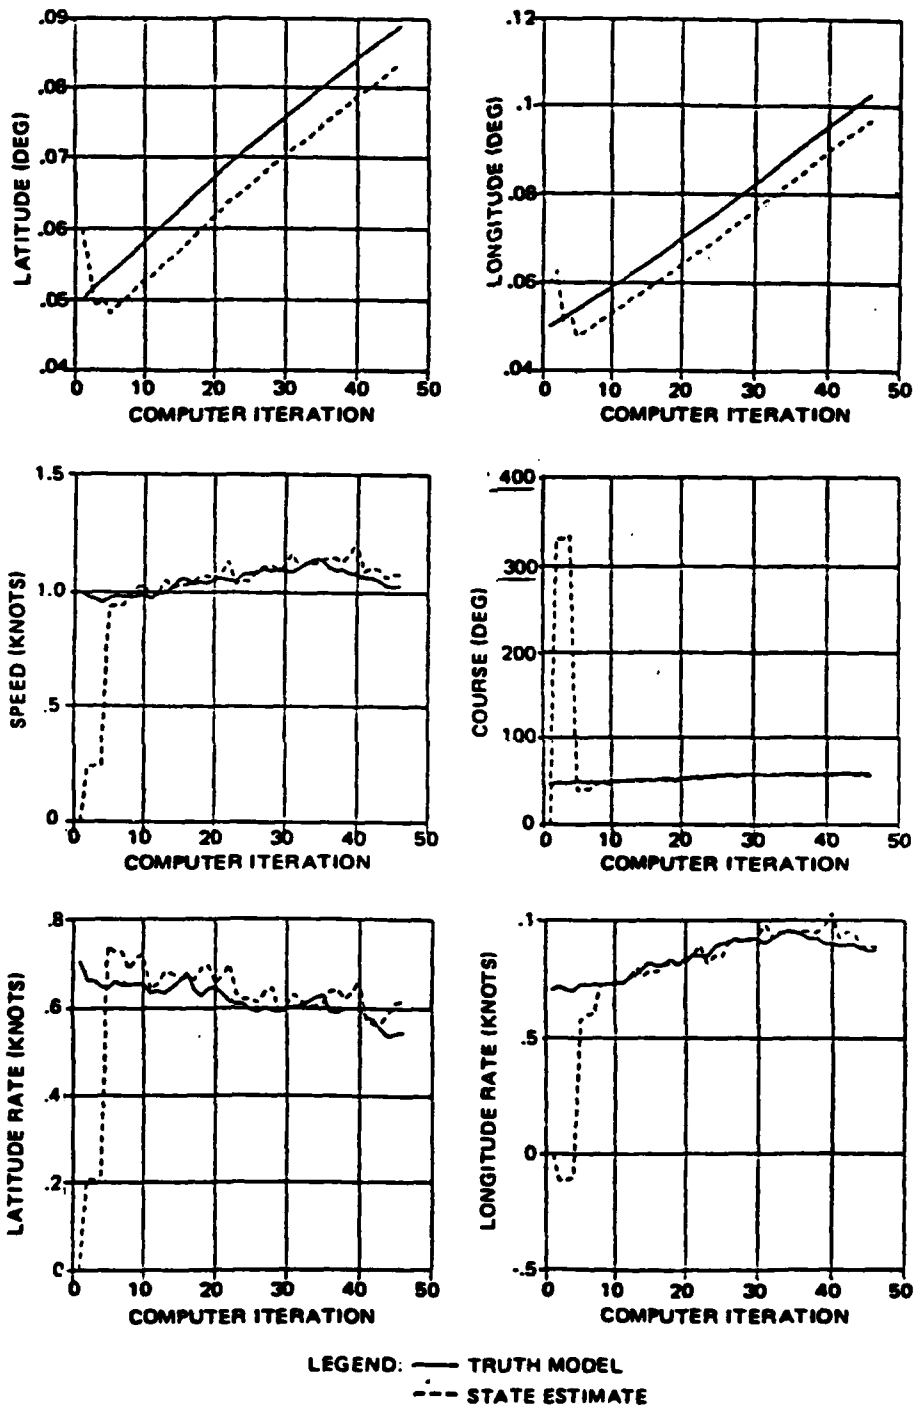 .09
.08
.07
.06
.05
.04
LATITUDE (DEG)
0 10 20 30 40 50
COMPUTER ITERATION
.12
.1
.08
.06
.04
LONGITUDE (DEG)
0 10 20 30 40 50
COMPUTER ITERATION
1.5
1.0
.5
0
SPEED (KNOTS)
0 10 20 30 40 50
COMPUTER ITERATION
400
300
200
100
0
COURSE (DEG)
0 10 20 30 40 50
COMPUTER ITERATION
.8
.6
.4
.2
0
LATITUDE RATE (KNOTS)
0 10 20 30 40 50
COMPUTER ITERATION
.1
.5
0
-.5
LONGITUDE RATE (KNOTS)
0 10 20 30 40 50
COMPUTER ITERATION
LEGEND: TRUTH MODEL
STATE ESTIMATE